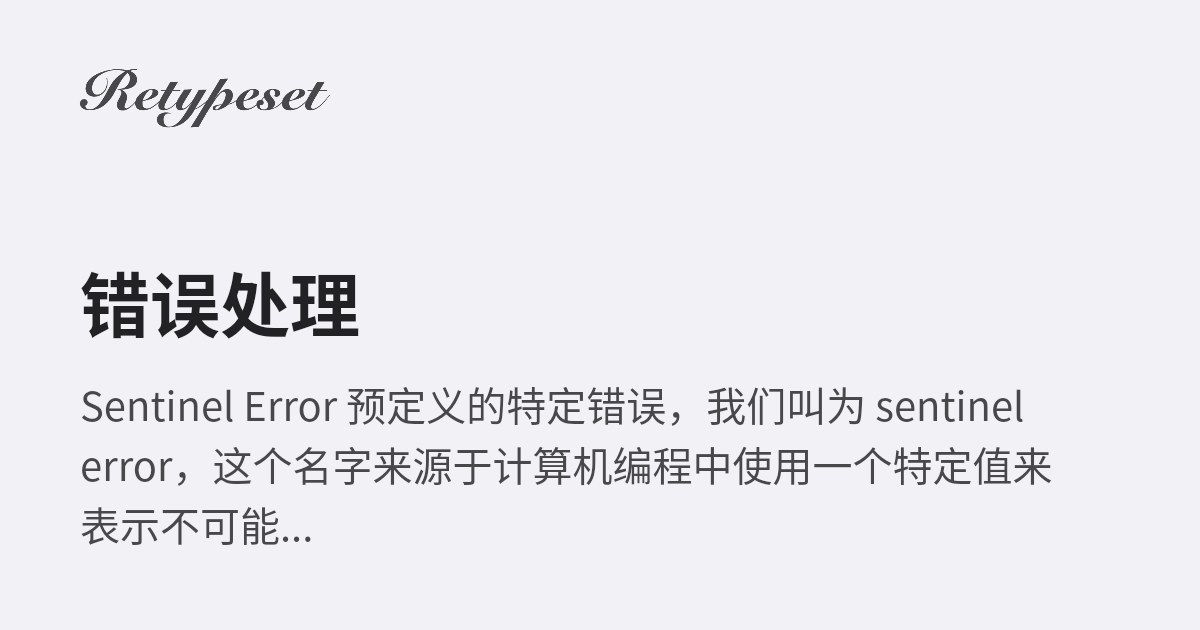 Retypeset
错误处理
Sentinel Error 预定义的特定错误，我们叫为 sentinel
error，这个名字来源于计算机编程中使用一个特定值来
表示不可能...